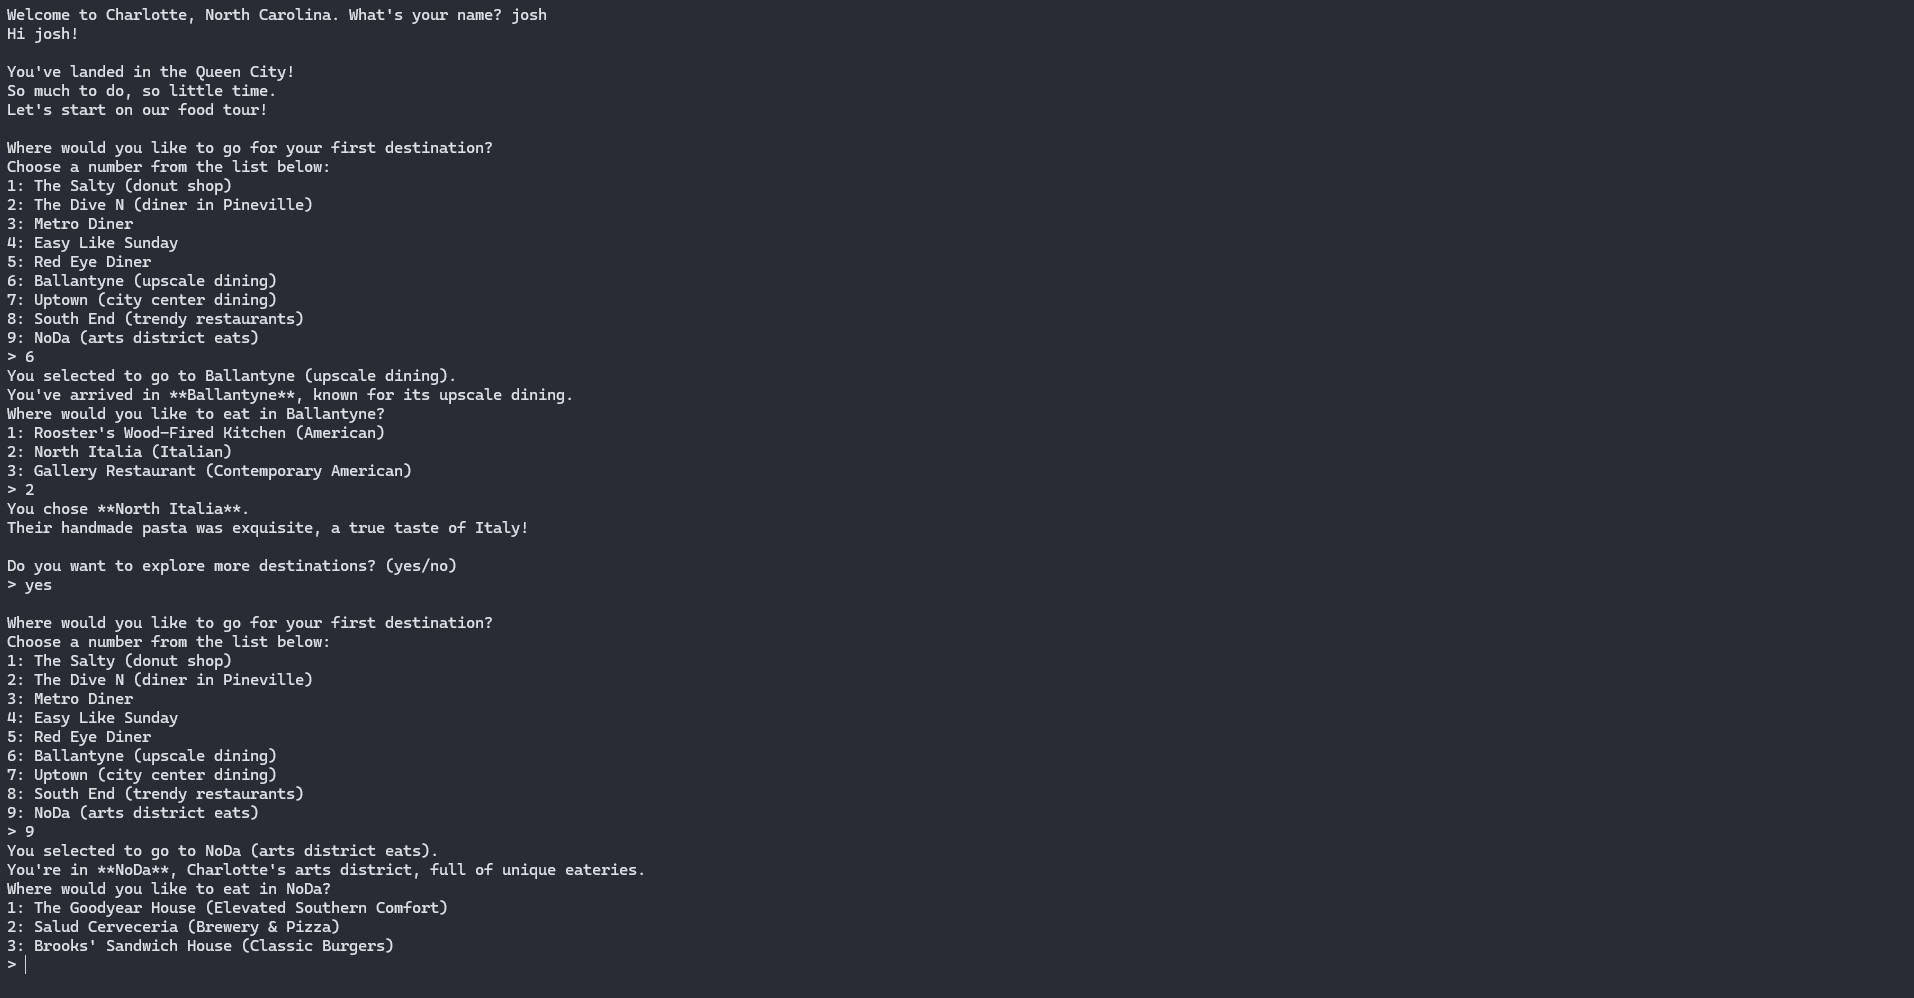 Welcome to Charlotte, North Carolina. What's your name? josh
Hi josh!
You've landed in the Queen City!
So much to do, so little time.
Let's start on our food tour!
Where would you like to go for your first destination?
Choose a number from the list below:
1: The Salty (donut shop)
2: The Dive N (diner in Pineville)
3: Metro Diner
4: Easy Like Sunday
5: Red Eye Diner
6: Ballantyne (upscale dining)
7: Uptown (city center dining)
8: South End (trendy restaurants)
9: NoDa (arts district eats)
> 6
You selected to go to Ballantyne (upscale dining).
You've arrived in **Ballantyne**, known for its upscale dining.
Where would you like to eat in Ballantyne?
1: Rooster's Wood-Fired Kitchen (American)
2: North Italia (Italian)
3: Gallery Restaurant (Contemporary American)
> 2
You chose **North Italia**.
Their handmade pasta was exquisite, a true taste of Italy!
Do you want to explore more destinations? (yes/no)
> yes
Where would you like to go for your first destination?
Choose a number from the list below:
1: The Salty (donut shop)
2: The Dive N (diner in Pineville)
3: Metro Diner
4: Easy Like Sunday
5: Red Eye Diner
6: Ballantyne (upscale dining)
7: Uptown (city center dining)
8: South End (trendy restaurants)
9: NoDa (arts district eats)
> 9
You selected to go to NoDa (arts district eats).
You're in **NoDa**, Charlotte's arts district, full of unique eateries.
Where would you like to eat in NoDa?
1: The Goodyear House (Elevated Southern Comfort)
2: Salud Cerveceria (Brewery & Pizza)
3: Brooks' Sandwich House (Classic Burgers)
>